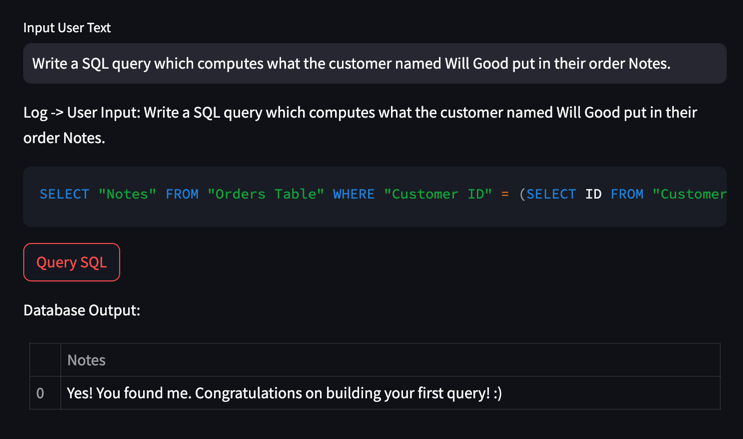 Input User Text
Write a SQL query which computes what the customer named Will Good put in their order Notes.
Log -> User Input: Write a SQL query which computes what the customer named Will Good put in their
order Notes.
SELECT "Notes" FROM "Orders Table" WHERE "Customer ID" = (SELECT ID FROM "Customer
Query SQL
Database Output:
Notes
0 Yes! You found me. Congratulations on building your first query! :)